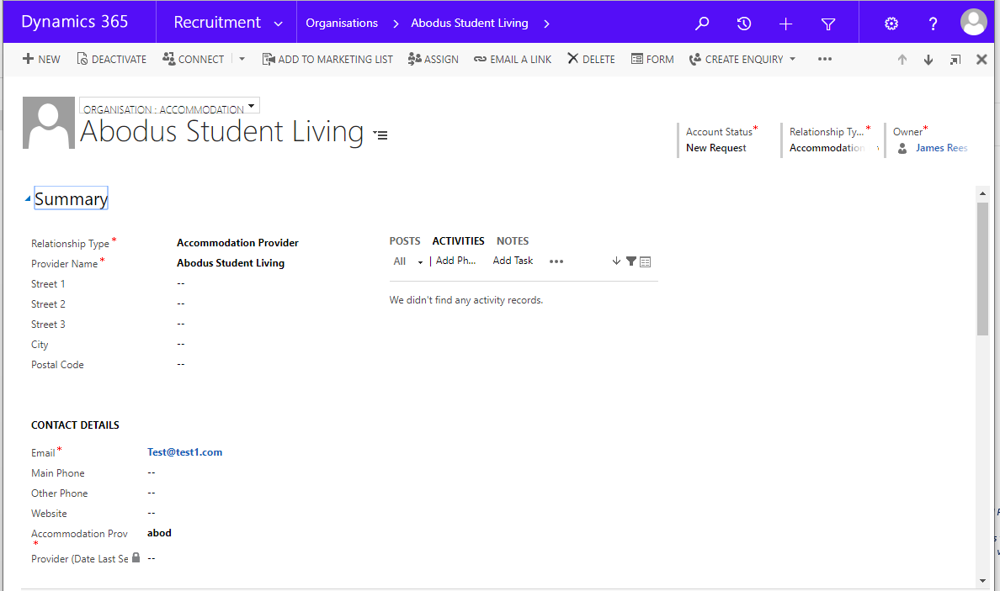 Dynamics 365 Recruitment Organisations Abodus Student Living
NEW DEACTIVATE CONNECT ADD TO MARKETING LIST ASSIGN EMAIL A LINK DELETE FORM CREATE ENQUIRY •••
ORGANISATION : ACCOMMODATION
Abodus Student Living
Account Status* Relationship Ty...* Owner*
New Request Accommodation James Rees
Summary
Relationship Type* Accommodation Provider
Provider Name* Abodus Student Living
Street 1 --
Street 2 --
Street 3 --
City --
Postal Code --
POSTS ACTIVITIES NOTES
All | Add Ph... Add Task •••
We didn't find any activity records.
CONTACT DETAILS
Email* Test@test1.com
Main Phone --
Other Phone --
Website --
Accommodation Prov abod
*
Provider (Date Last Se --